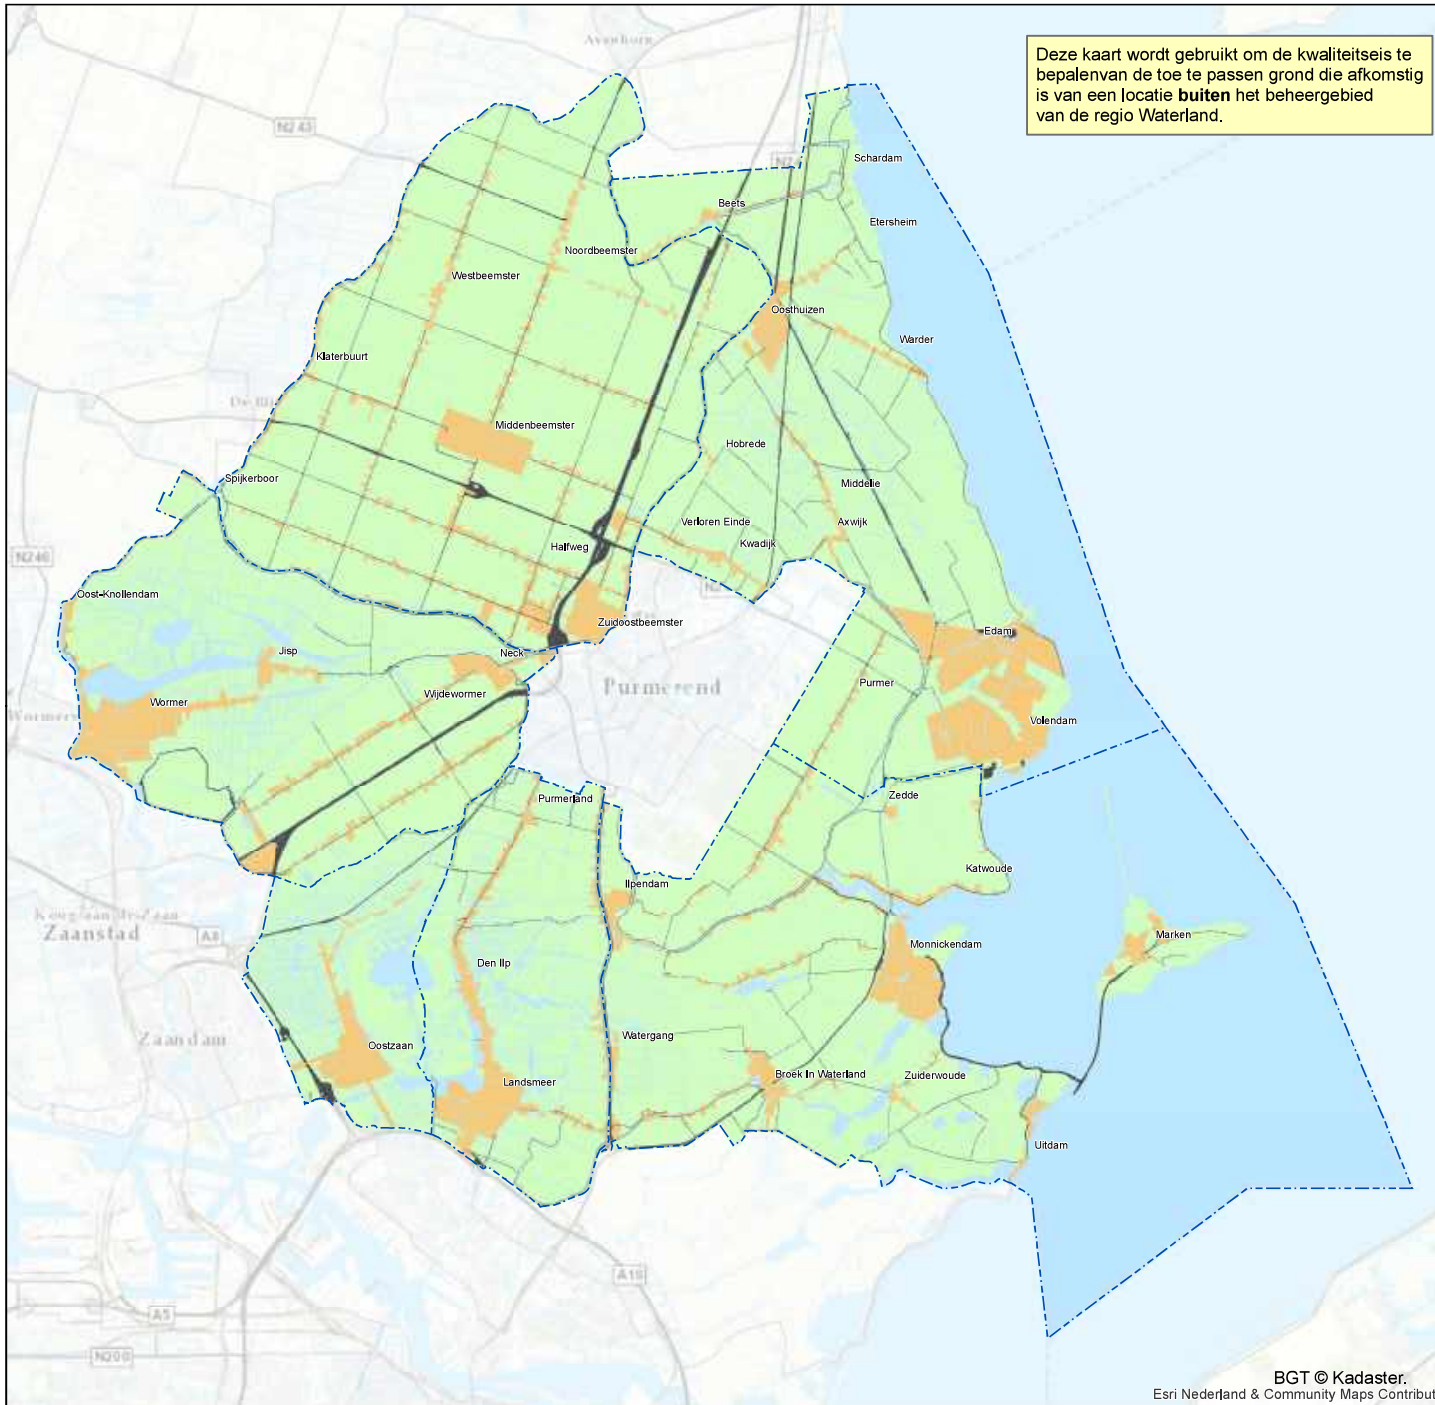 Avenhorn
Deze kaart wordt gebruikt om de kwaliteitseis te
bepalenvan de toe te passen grond die afkomstig
is van een locatie buiten het beheergebied
van de regio Waterland.
N243
Schardam
Beets
Etersheim
Noordbeemster
Westbeemster
Oosthuizen
Warder
Klaterbuurt
Middenbeemster
Hobrede
Spijkerboor
Middelie
Verloren Einde
Axwijk
Kwadijk
Halfweg
N246
Oost-Knollendam
Zuidoostbeemster
Edam
Jisp
Neck
Purmerend
Purmer
Wijdewormer
Wormer
Volendam
Purmerland
Zedde
Katwoude
Ilpendam
Koog aan de Zaan
Zaanstad
A8
Marken
Monnickendam
Den Ilp
Zaandam
Watergang
Oostzaan
Broek In Waterland
Zuiderwoude
Landsmeer
Uitdam
A10
A5
N200
BGT © Kadaster.
Esri Nederland & Community Maps Contribut